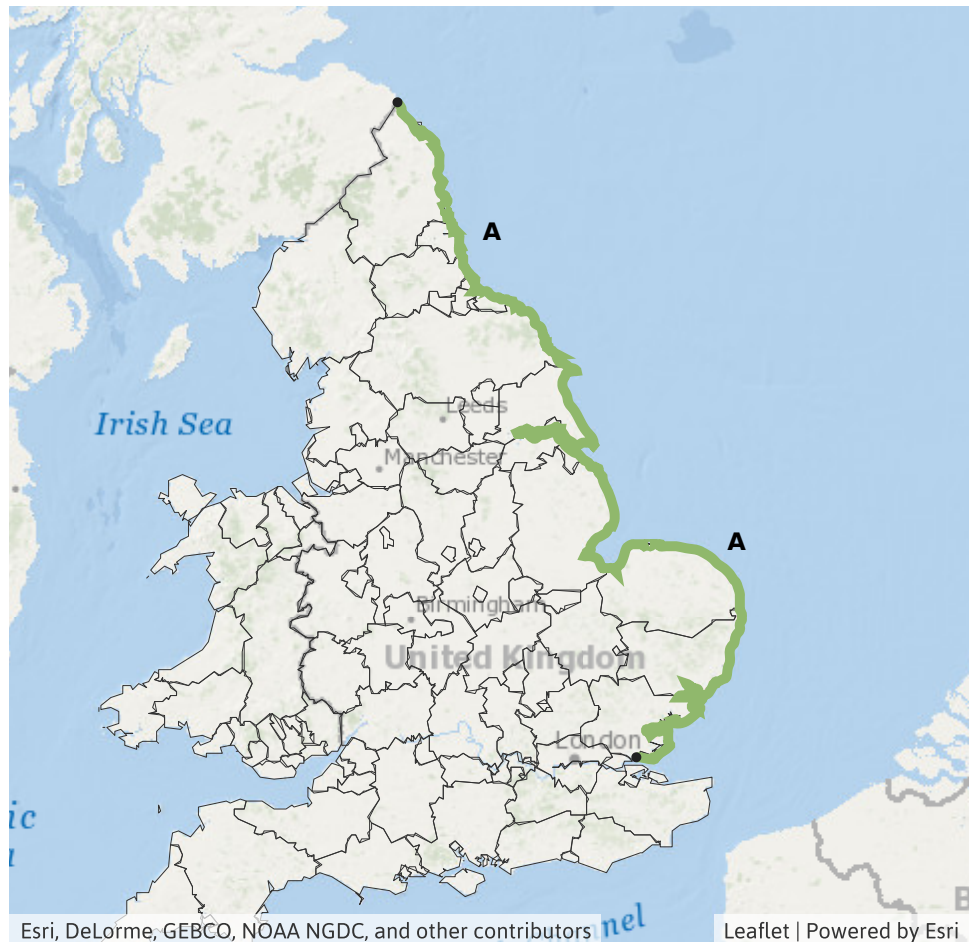 A
Leeds
Irish Sea
Manchester
A
Birmingham
United Kingdom
London
ic
B
nel
Esri, DeLorme, GEBCO, NOAA NGDC, and other contributors
Leaflet | Powered by Esri